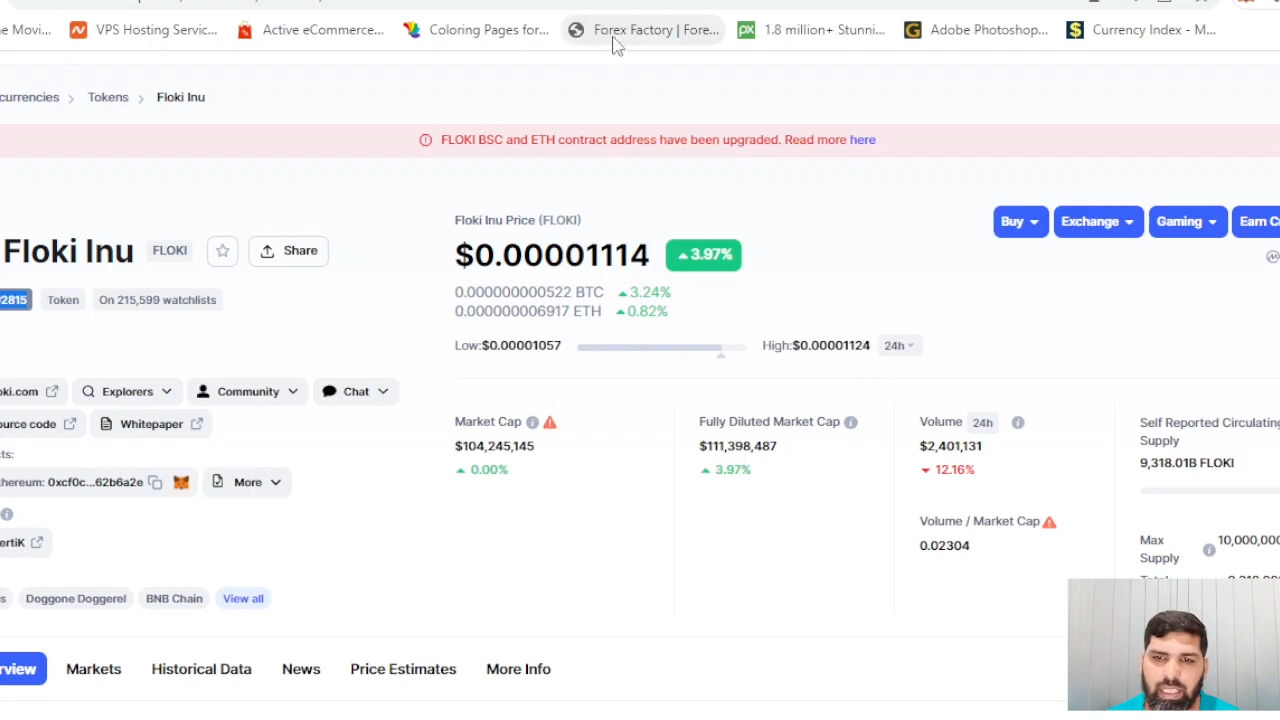 e Movi...
VPS Hosting Servic...
Active eCommerce...
Coloring Pages for...
Forex Factory | Fore...
PX
1.8 million+ Stunni...
Adobe Photoshop...
Currency Index - M...
currencies > Tokens > Floki Inu
FLOKI BSC and ETH contract address have been upgraded. Read more here
Floki Inu
FLOKI
Share
2815
Token
On 215,599 watchlists
Floki Inu Price (FLOKI)
$0.00001114
3.97%
0.000000000522 BTC
3.24%
0.000000006917 ETH
0.82%
Low:$0.00001057
High:$0.00001124
24h
Buy
Exchange
Gaming
Earn C
oki.com
Explorers
Community
Chat
ource code
Whitepaper
ts:
hereum: 0xcf0c...62b6a2e
More
ertiK
s
Doggone Doggerel
BNB Chain
View all
Market Cap
$104,245,145
0.00%
Fully Diluted Market Cap
$111,398,487
3.97%
Volume 24h
$2,401,131
12.16%
Volume / Market Cap
0.02304
Self Reported Circulating
Supply
9,318.01B FLOKI
Max
Supply
10,000,000
rview
Markets
Historical Data
News
Price Estimates
More Info